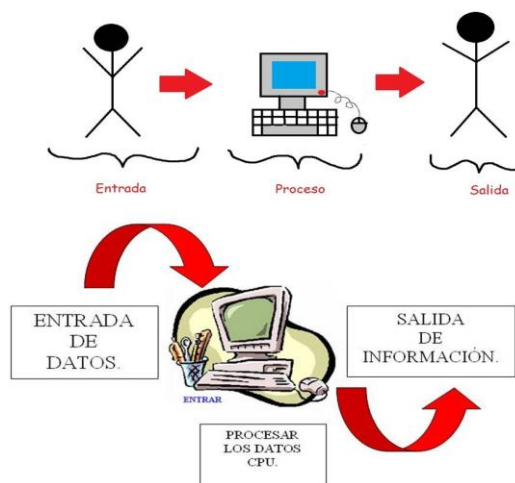 Entrada
Proceso
Salida
ENTRADA
DE
DATOS.
ENTRAR
PROCESAR
LOS DATOS
CPU.
SALIDA
DE
INFORMACIÓN.